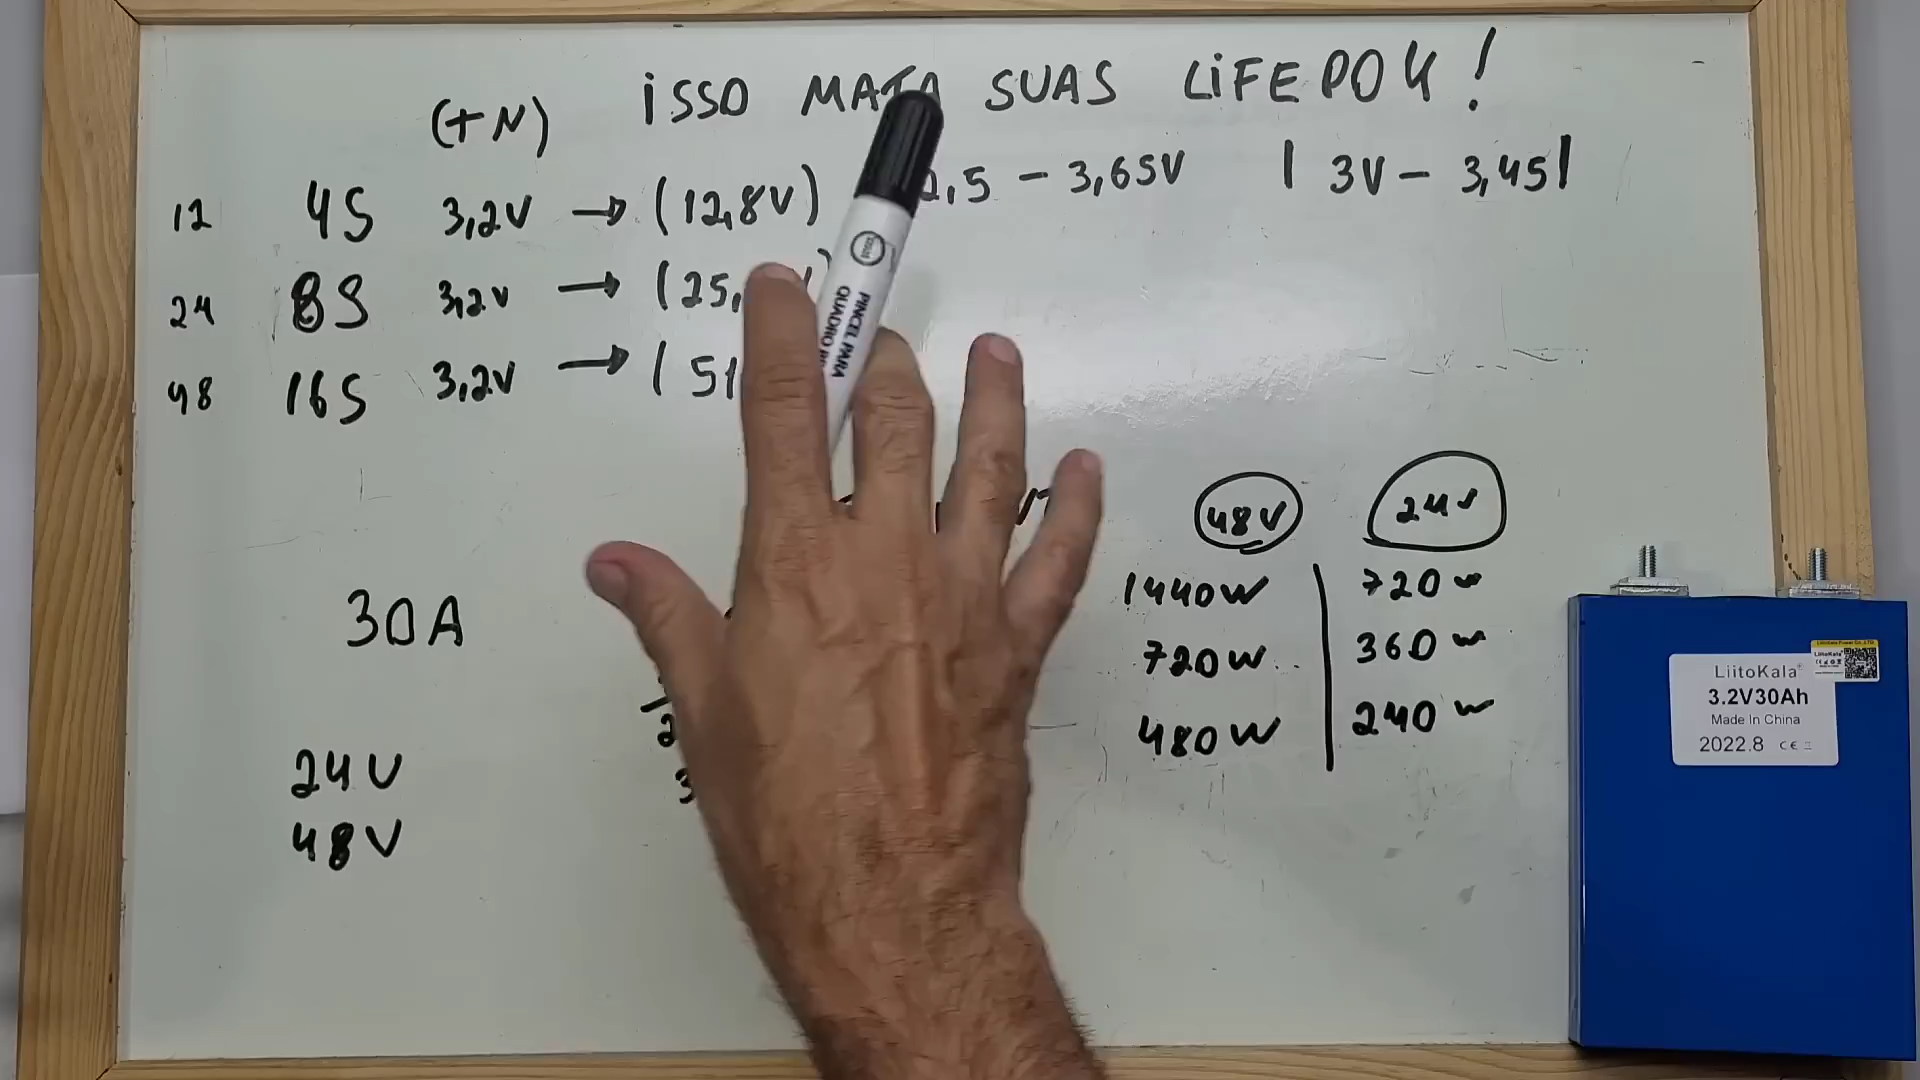 ISSO MATA SUAS LIFEPO4!
(+N)
12 4S 3,2V → (12,8V) 2,5 - 3,65V | 3V - 3,45|
24 8S 3,2V → (25,
48 16S 3,2V → (51
48V 24V
30A
1440W 720W
720W 360W
480W 240W
24V
48V
PINCEL PARA
QUADRO
LiitoKala
3.2V30Ah
Made In China
2022.8 CE
LiitoKala